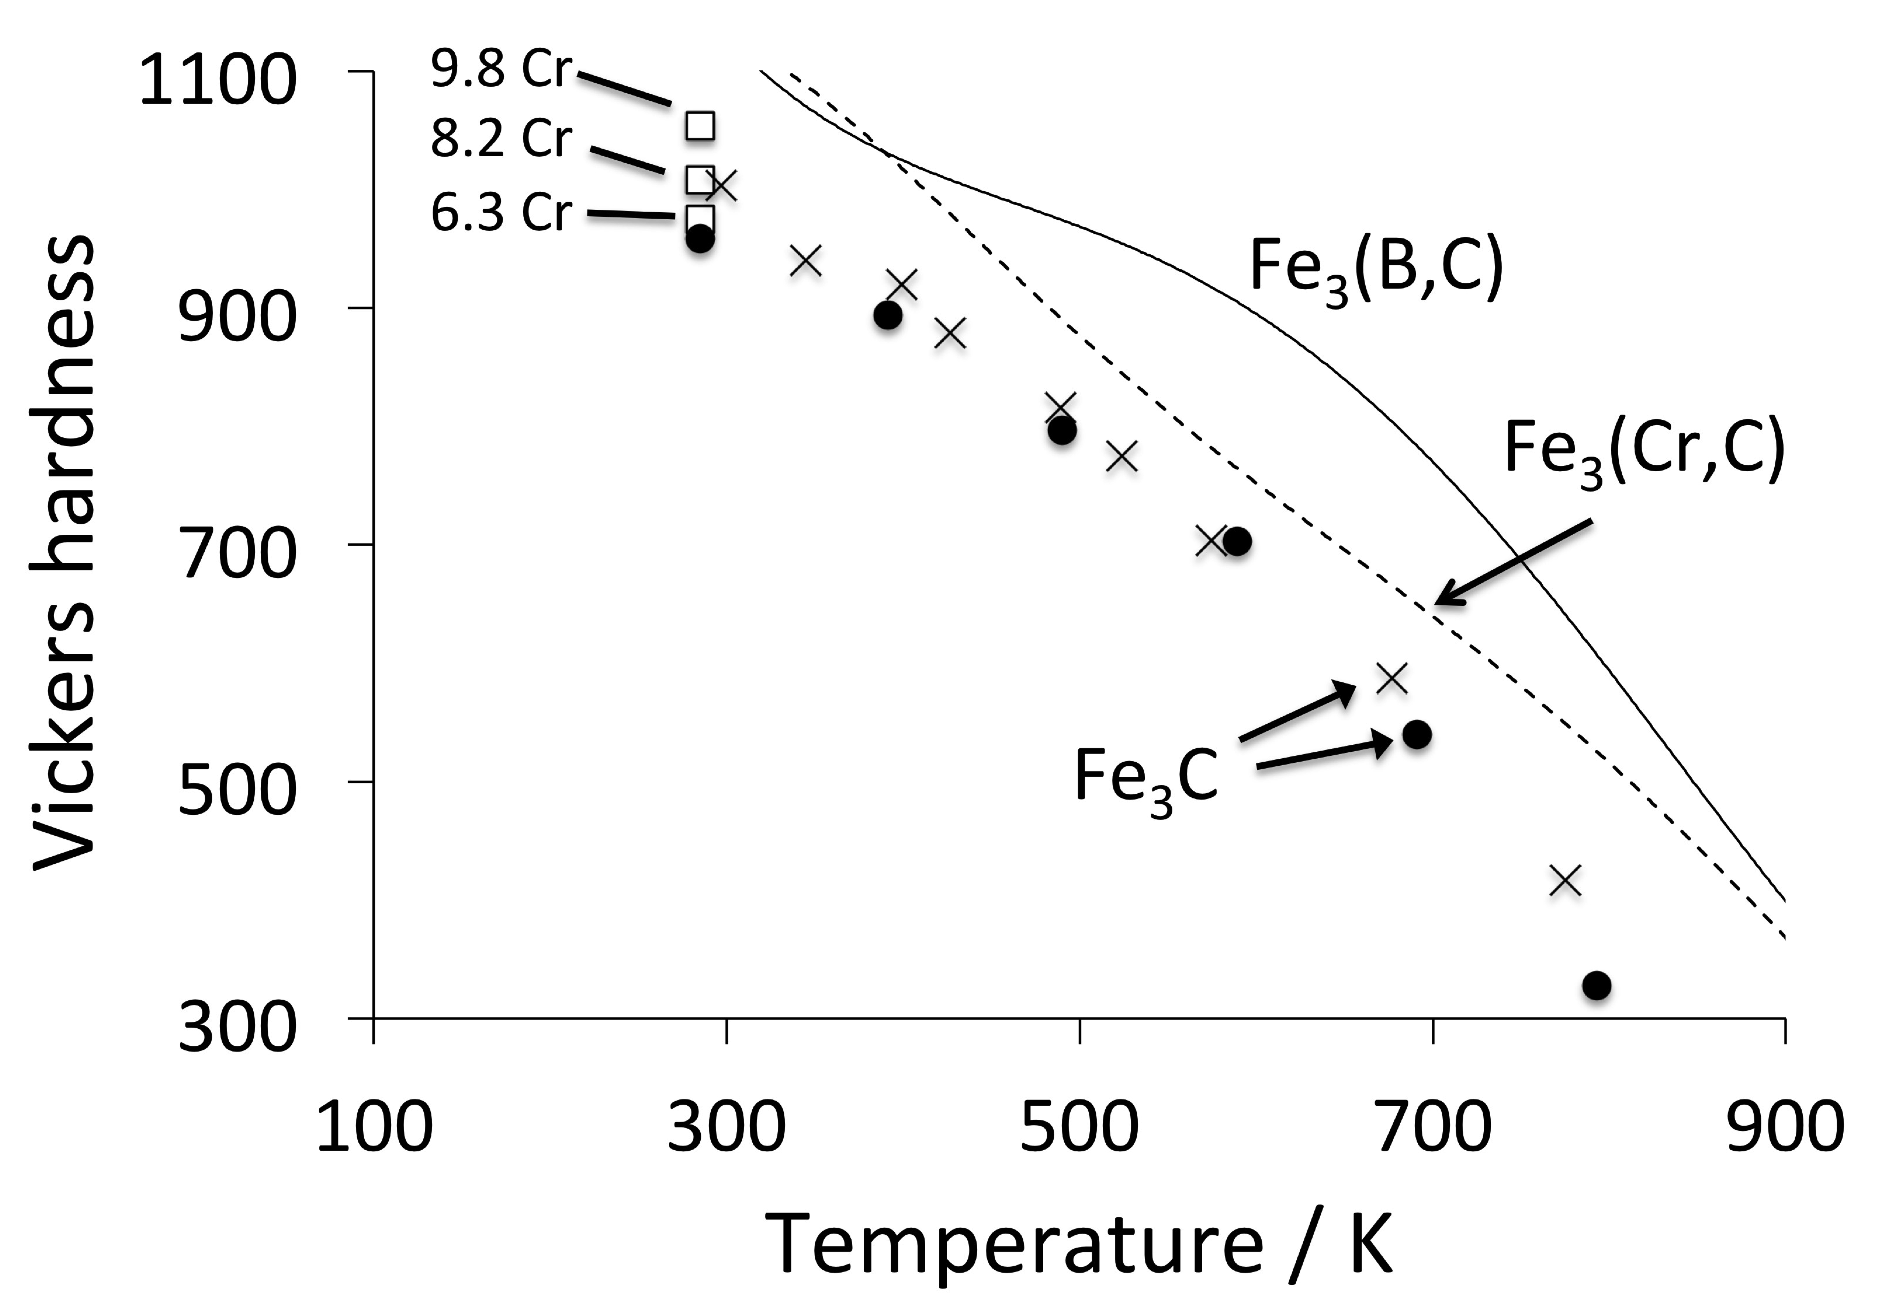 1100
900
700
500
300
Vickers hardness
9.8 Cr
8.2 Cr
6.3 Cr
Fe₃(B,C)
Fe₃(Cr,C)
Fe₃C
100 300 500 700 900
Temperature / K